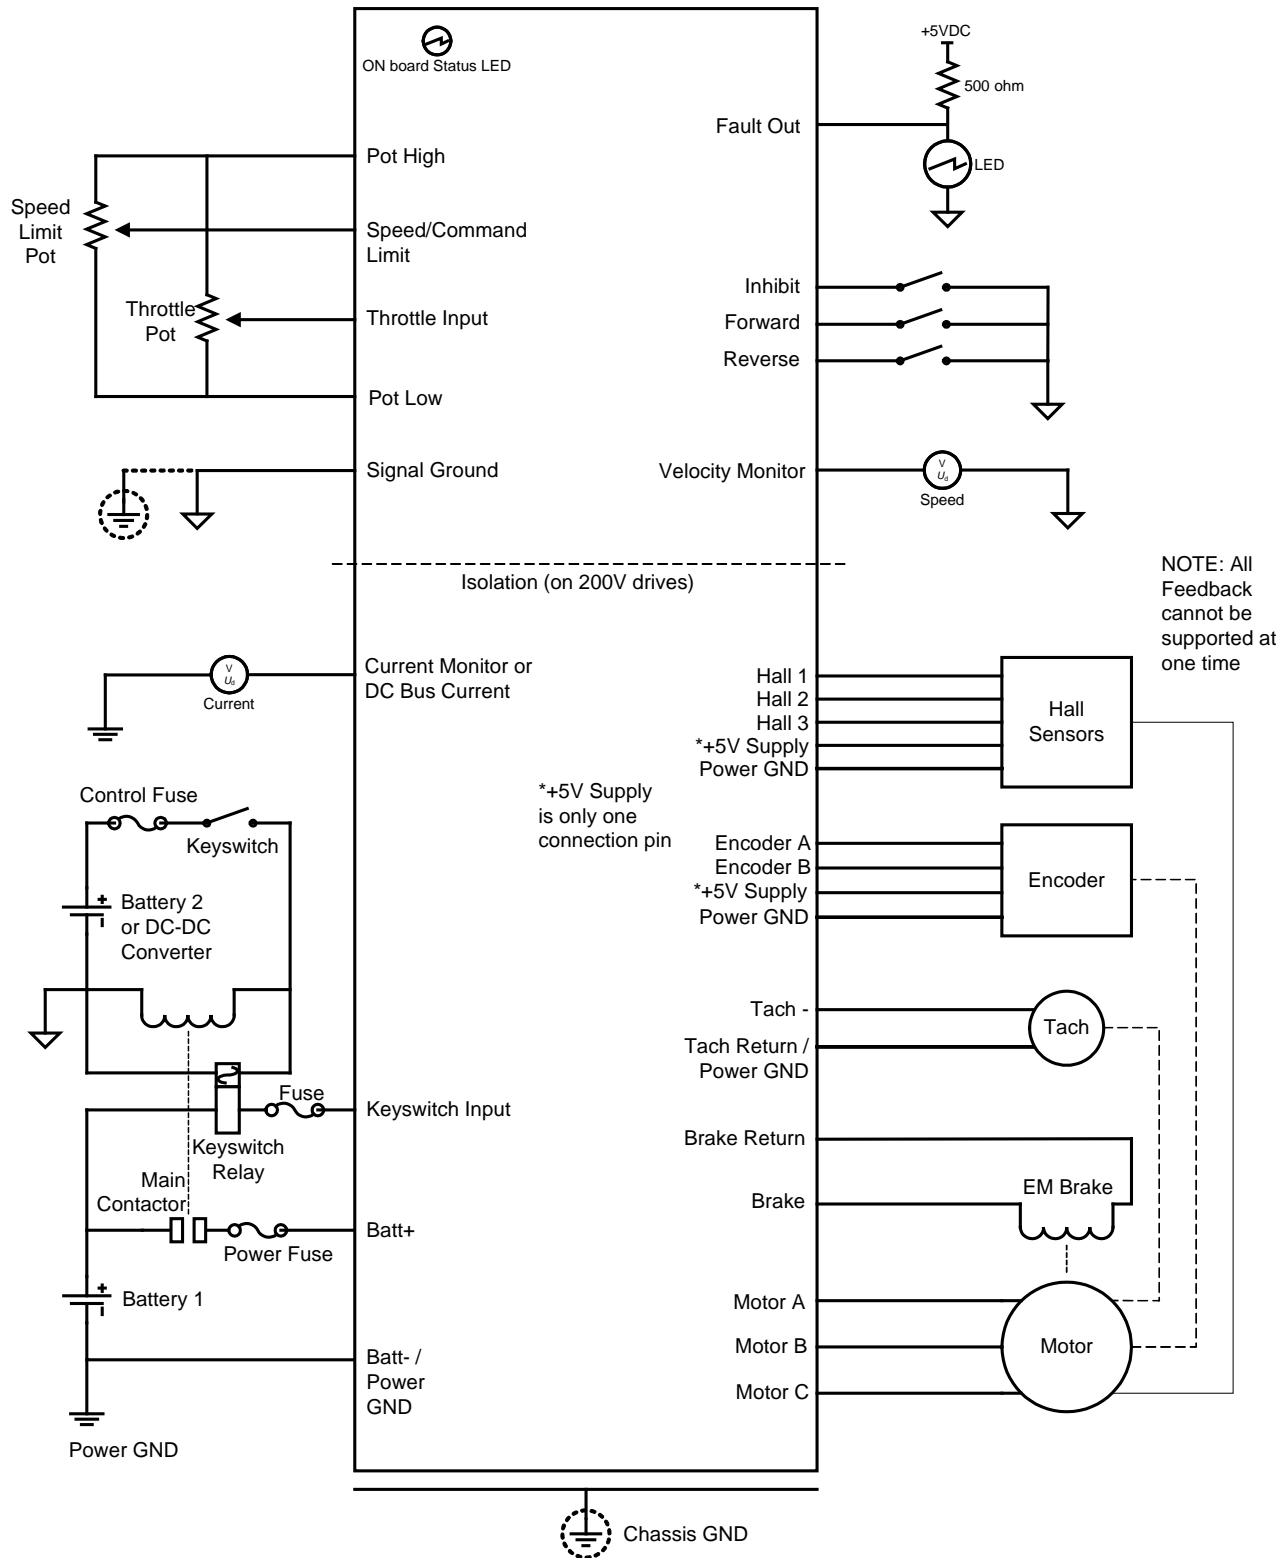 ON board Status LED
+5VDC
500 ohm
Fault Out
LED
Pot High
Speed
Limit
Pot
Speed/Command
Limit
Inhibit
Throttle
Pot
Throttle Input
Forward
Reverse
Pot Low
Signal Ground
Velocity Monitor
V
Ud
Speed
Isolation (on 200V drives)
NOTE: All
Feedback
cannot be
supported at
one time
V
Ud
Current
Current Monitor or
DC Bus Current
Hall 1
Hall 2
Hall 3
*+5V Supply
Power GND
Hall
Sensors
Control Fuse
Keyswitch
*+5V Supply
is only one
connection pin
Encoder A
Encoder B
*+5V Supply
Power GND
Encoder
+
Battery 2
or DC-DC
Converter
Tach -
Tach Return /
Power GND
Tach
Fuse
Keyswitch Input
Keyswitch
Relay
Brake Return
Main
Contactor
Brake
EM Brake
Batt+
Power Fuse
+
Battery 1
Motor A
Motor B
Motor C
Motor
Batt- /
Power
GND
Power GND
Chassis GND